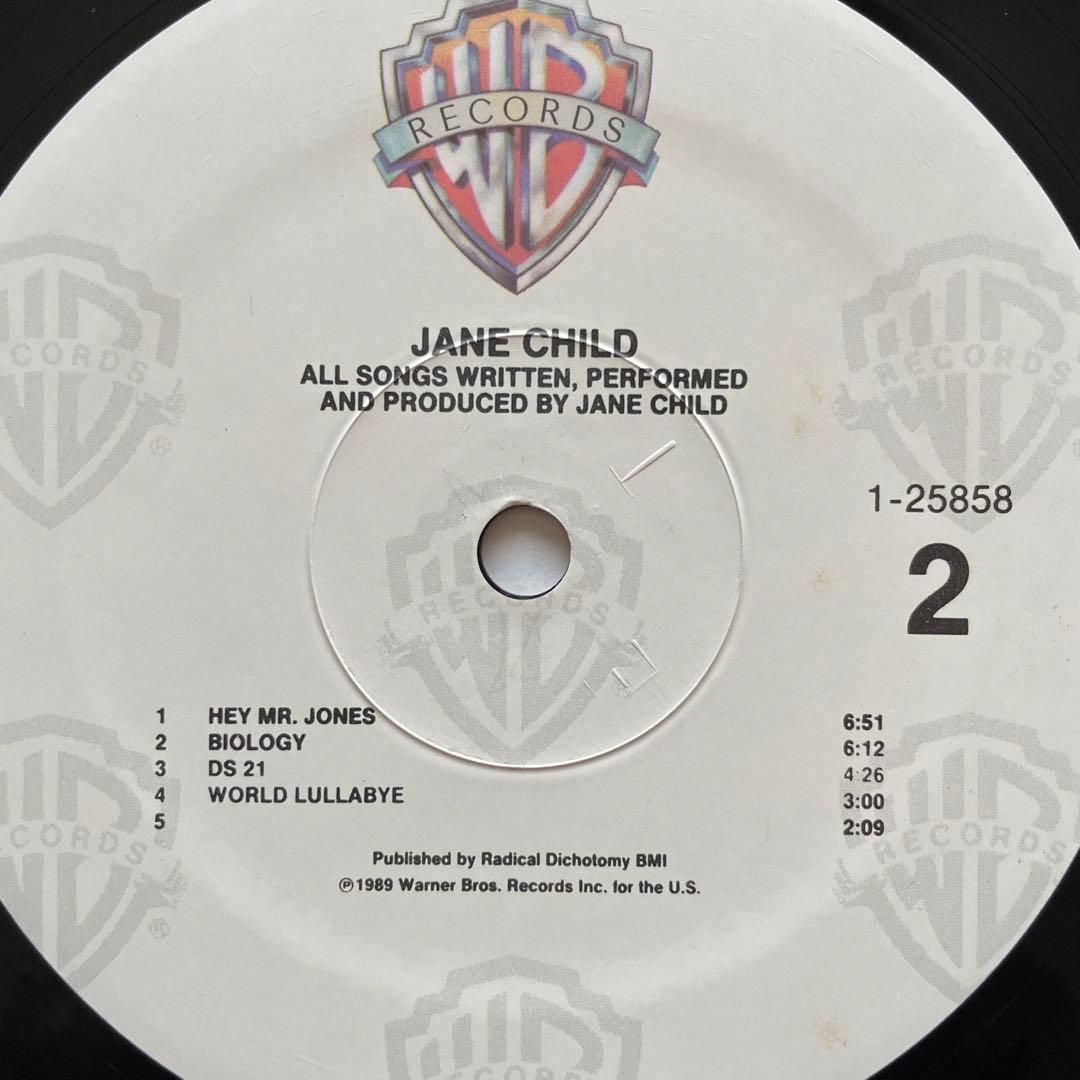 WB
RECORDS
JANE CHILD
ALL SONGS WRITTEN, PERFORMED
AND PRODUCED BY JANE CHILD
1-25858
2
1 HEY MR. JONES 6:51
2 BIOLOGY 6:12
3 DS 21 4:26
4 WORLD LULLABYE 3:00
5 2:09
Published by Radical Dichotomy BMI
℗1989 Warner Bros. Records Inc. for the U.S.